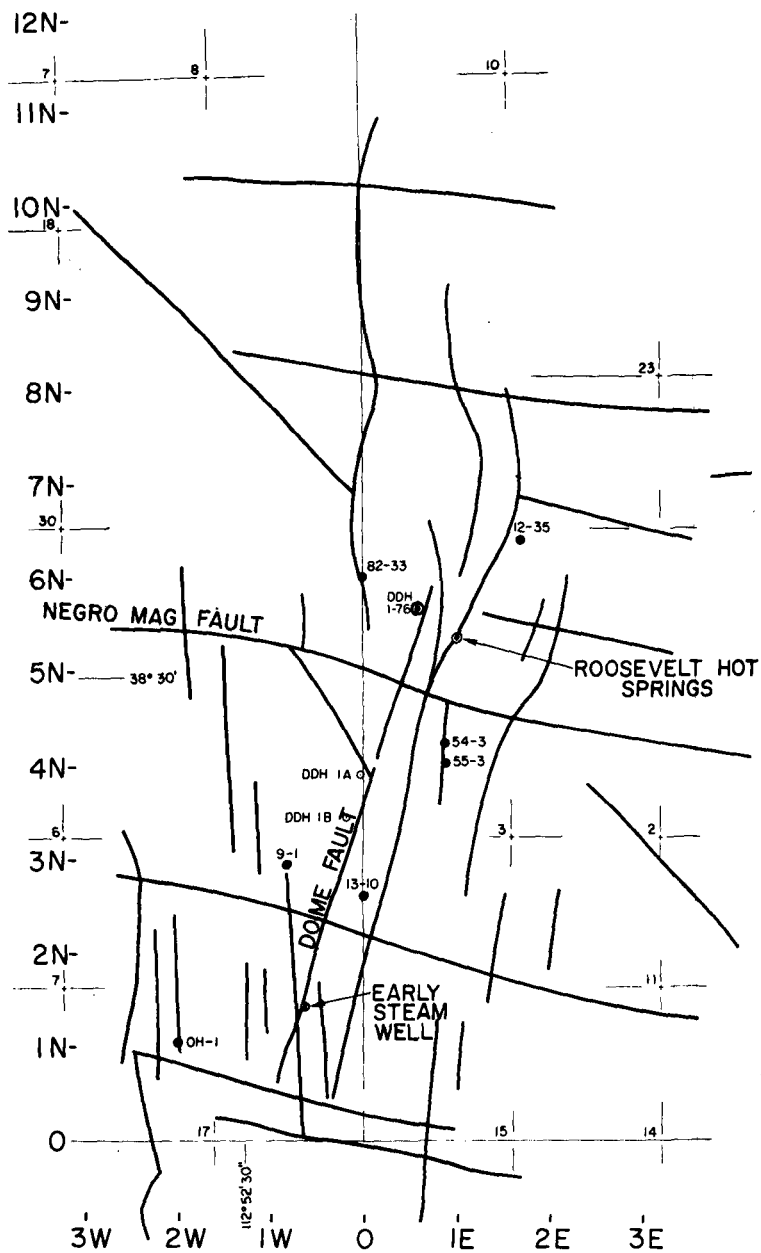 12N-
7
8
10
11N-
10N-
18
9N-
23
8N-
7N-
30
12-35
82-33
6N-
DDH
1-76
NEGRO MAG FAULT
ROOSEVELT HOT
SPRINGS
5N-
38° 30'
54-3
55-3
4N-
DDH 1A
DDH 1B
6
3
2
3N-
9-1
13-10
DOME FAULT
2N-
7
11
EARLY
STEAM
WELL
1N-
OH-1
0
17
15
14
112° 52' 30"
3W
2W
1W
0
1E
2E
3E